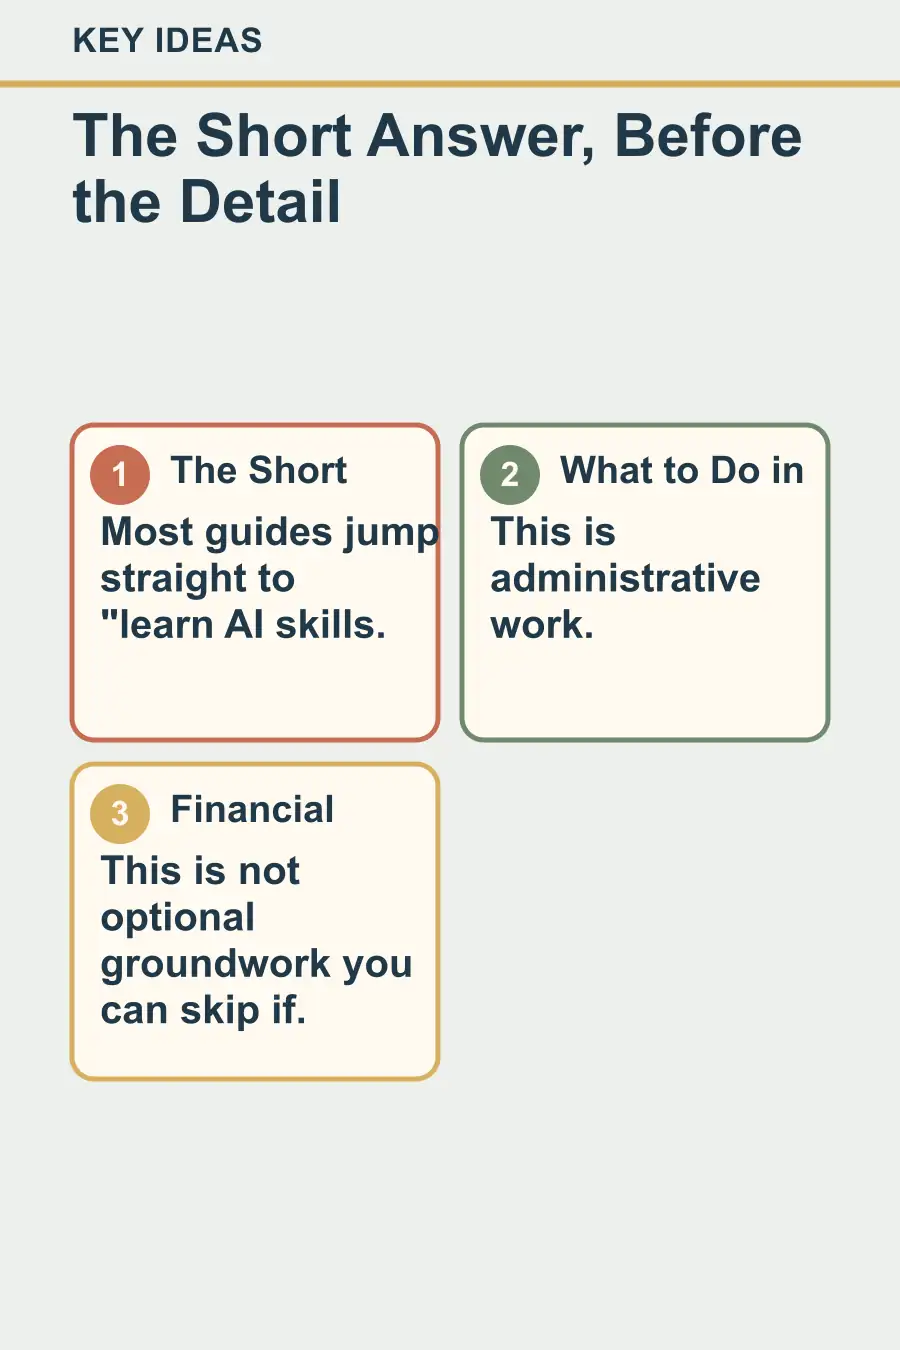 KEY IDEAS
The Short Answer, Before
the Detail
1 The Short
Most guides jump
straight to
"learn AI skills.
2 What to Do in
This is
administrative
work.
3 Financial
This is not
optional
groundwork you
can skip if.